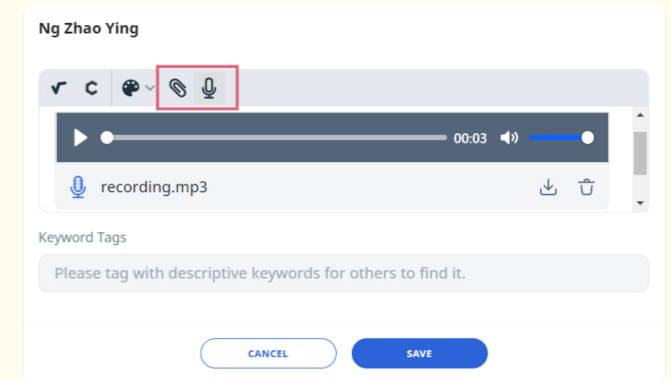 Ng Zhao Ying
00:03
recording.mp3
Keyword Tags
Please tag with descriptive keywords for others to find it.
CANCEL SAVE